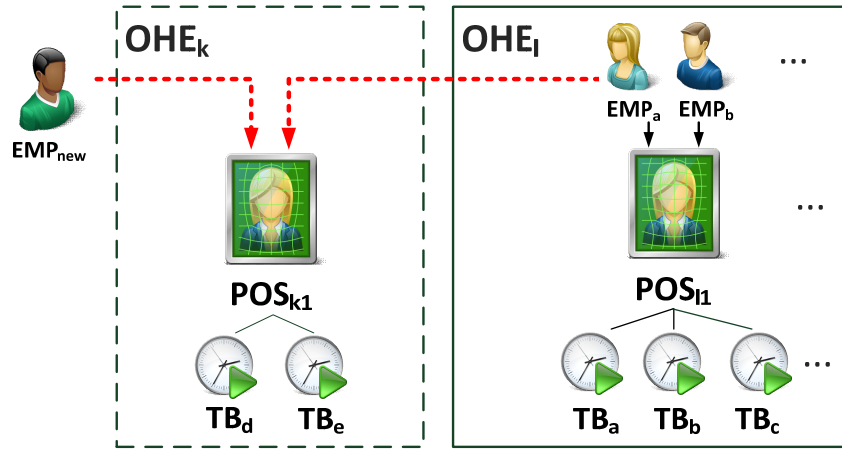 OHEk
OHEl
...
EMPnew
EMPa
EMPb
...
POSk1
POSl1
...
TBd
TBe
TBa
TBb
TBc